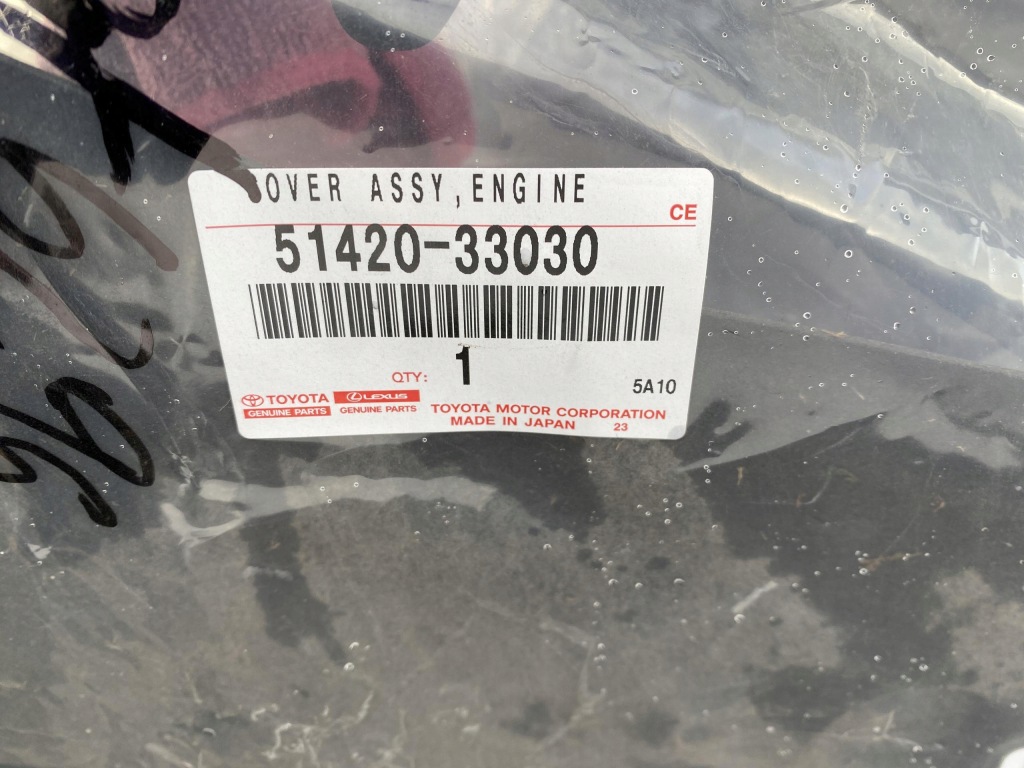 COVER ASSY,ENGINE
CE
51420-33030
QTY: 1
5A10
TOYOTA
GENUINE PARTS
LEXUS
GENUINE PARTS
TOYOTA MOTOR CORPORATION
MADE IN JAPAN 23